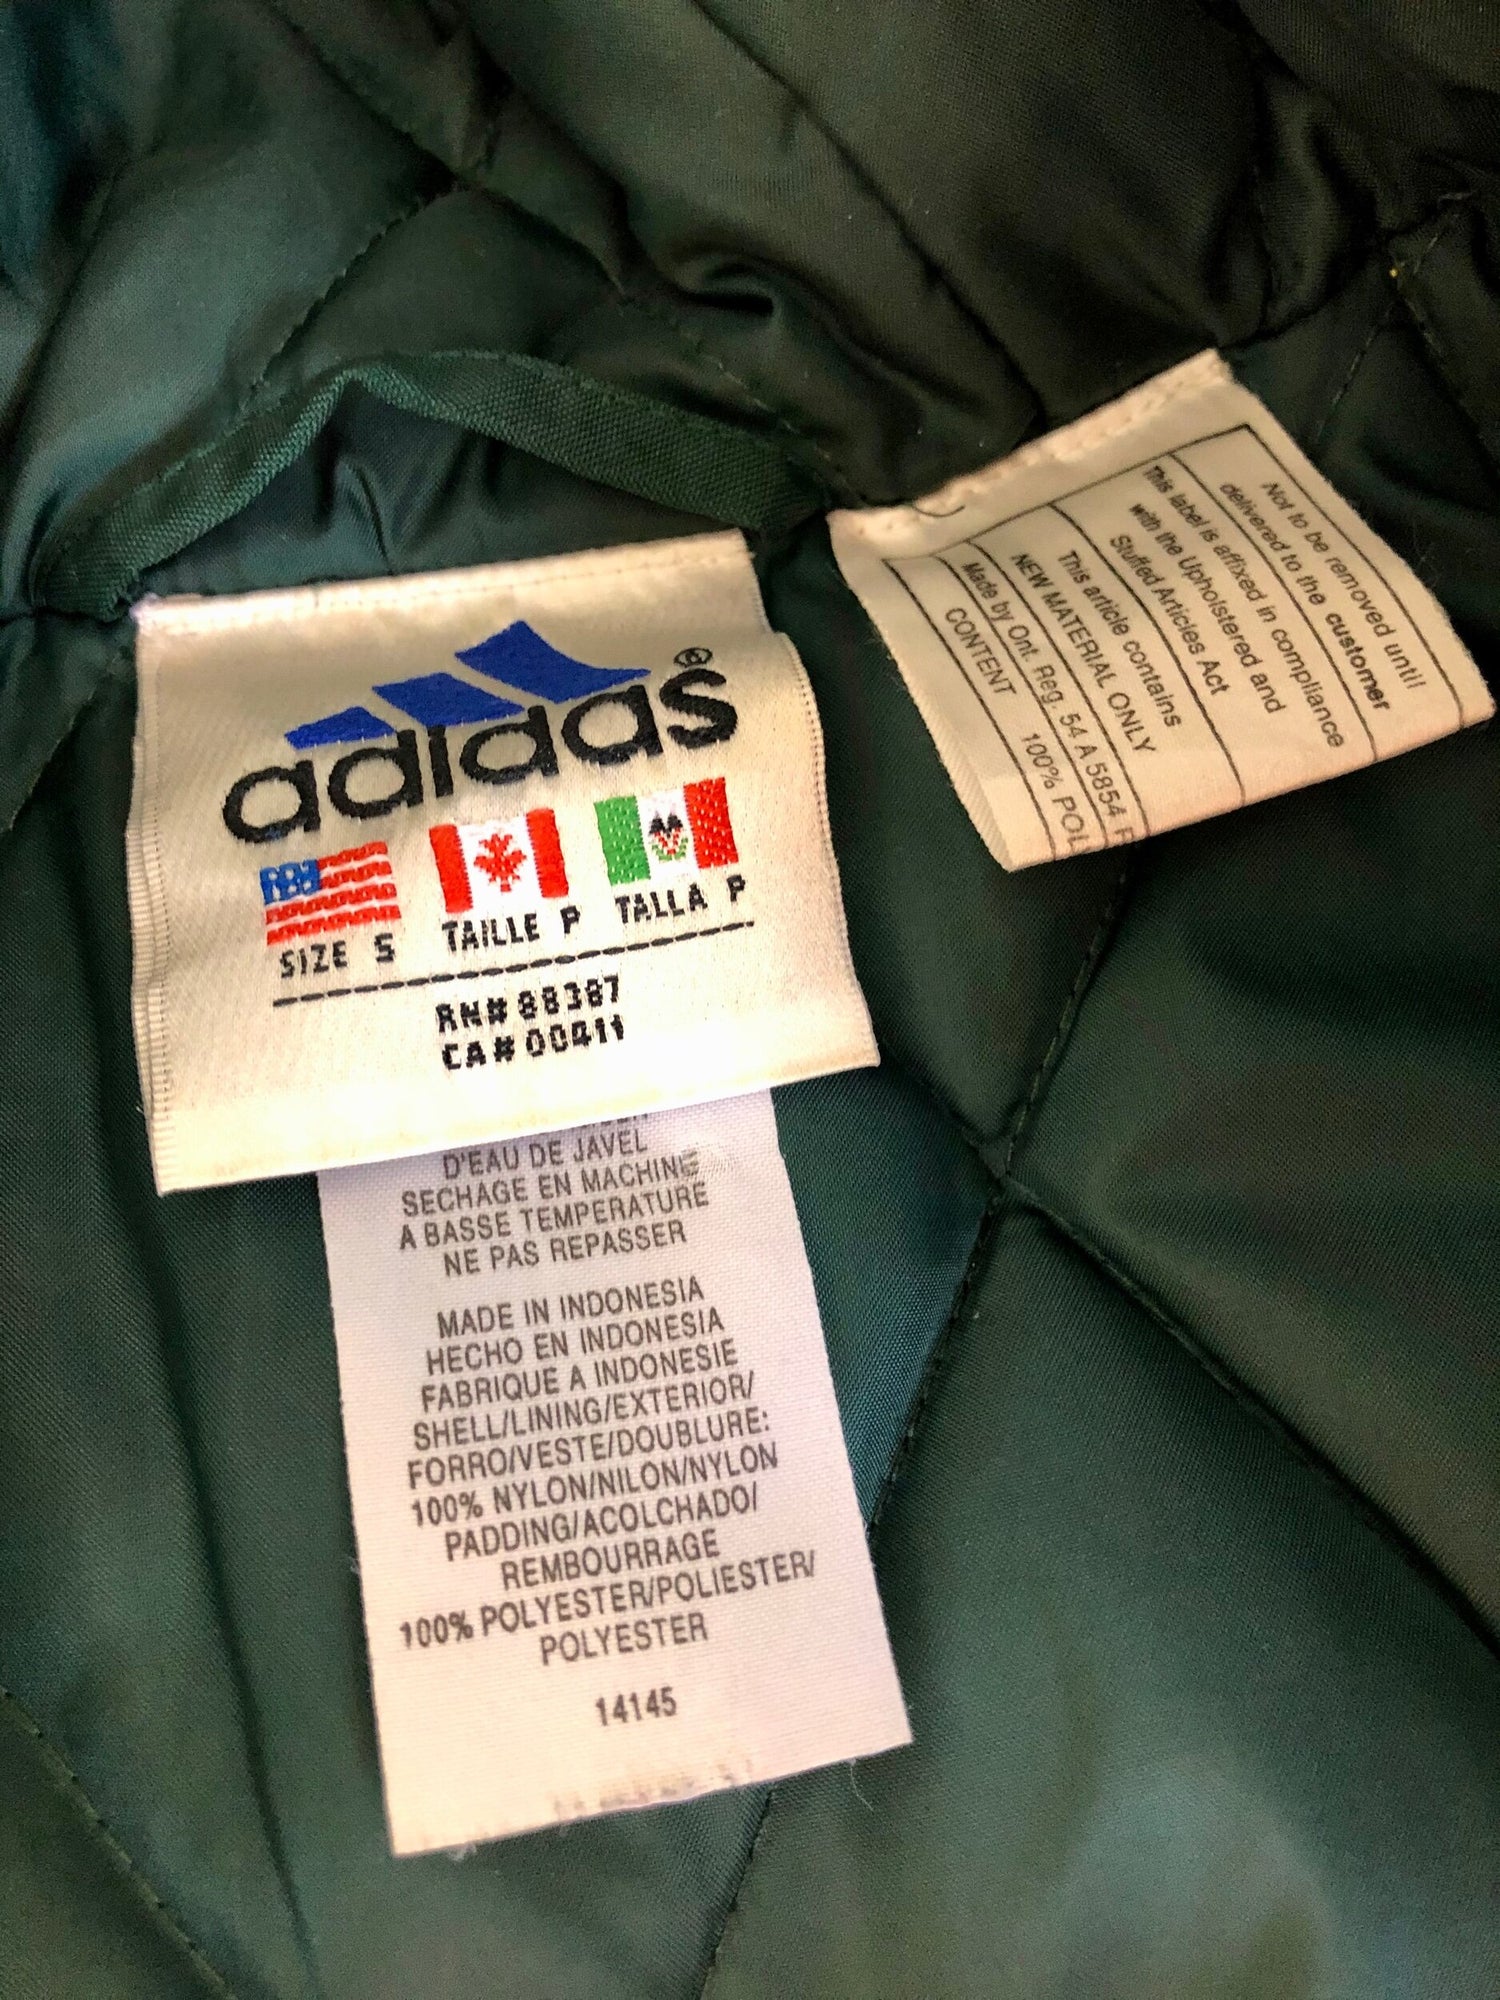 adidas®
SIZE S TAILLE P TALLA P
RN# 88387
CA# 00411
D'EAU DE JAVEL
SECHAGE EN MACHINE
A BASSE TEMPERATURE
NE PAS REPASSER
MADE IN INDONESIA
HECHO EN INDONESIA
FABRIQUE A INDONESIE
SHELL/LINING/EXTERIOR/
FORRO/VESTE/DOUBLURE:
100% NYLON/NILON/NYLON
PADDING/ACOLCHADO/
REMBOURRAGE
100% POLYESTER/POLIESTER/
POLYESTER
14145
Not to be removed until
delivered to the customer
This label is affixed in compliance
with the Upholstered and
Stuffed Articles Act
This article contains
NEW MATERIAL ONLY
Made by Ont. Reg. 54 A 5854
CONTENT 100%